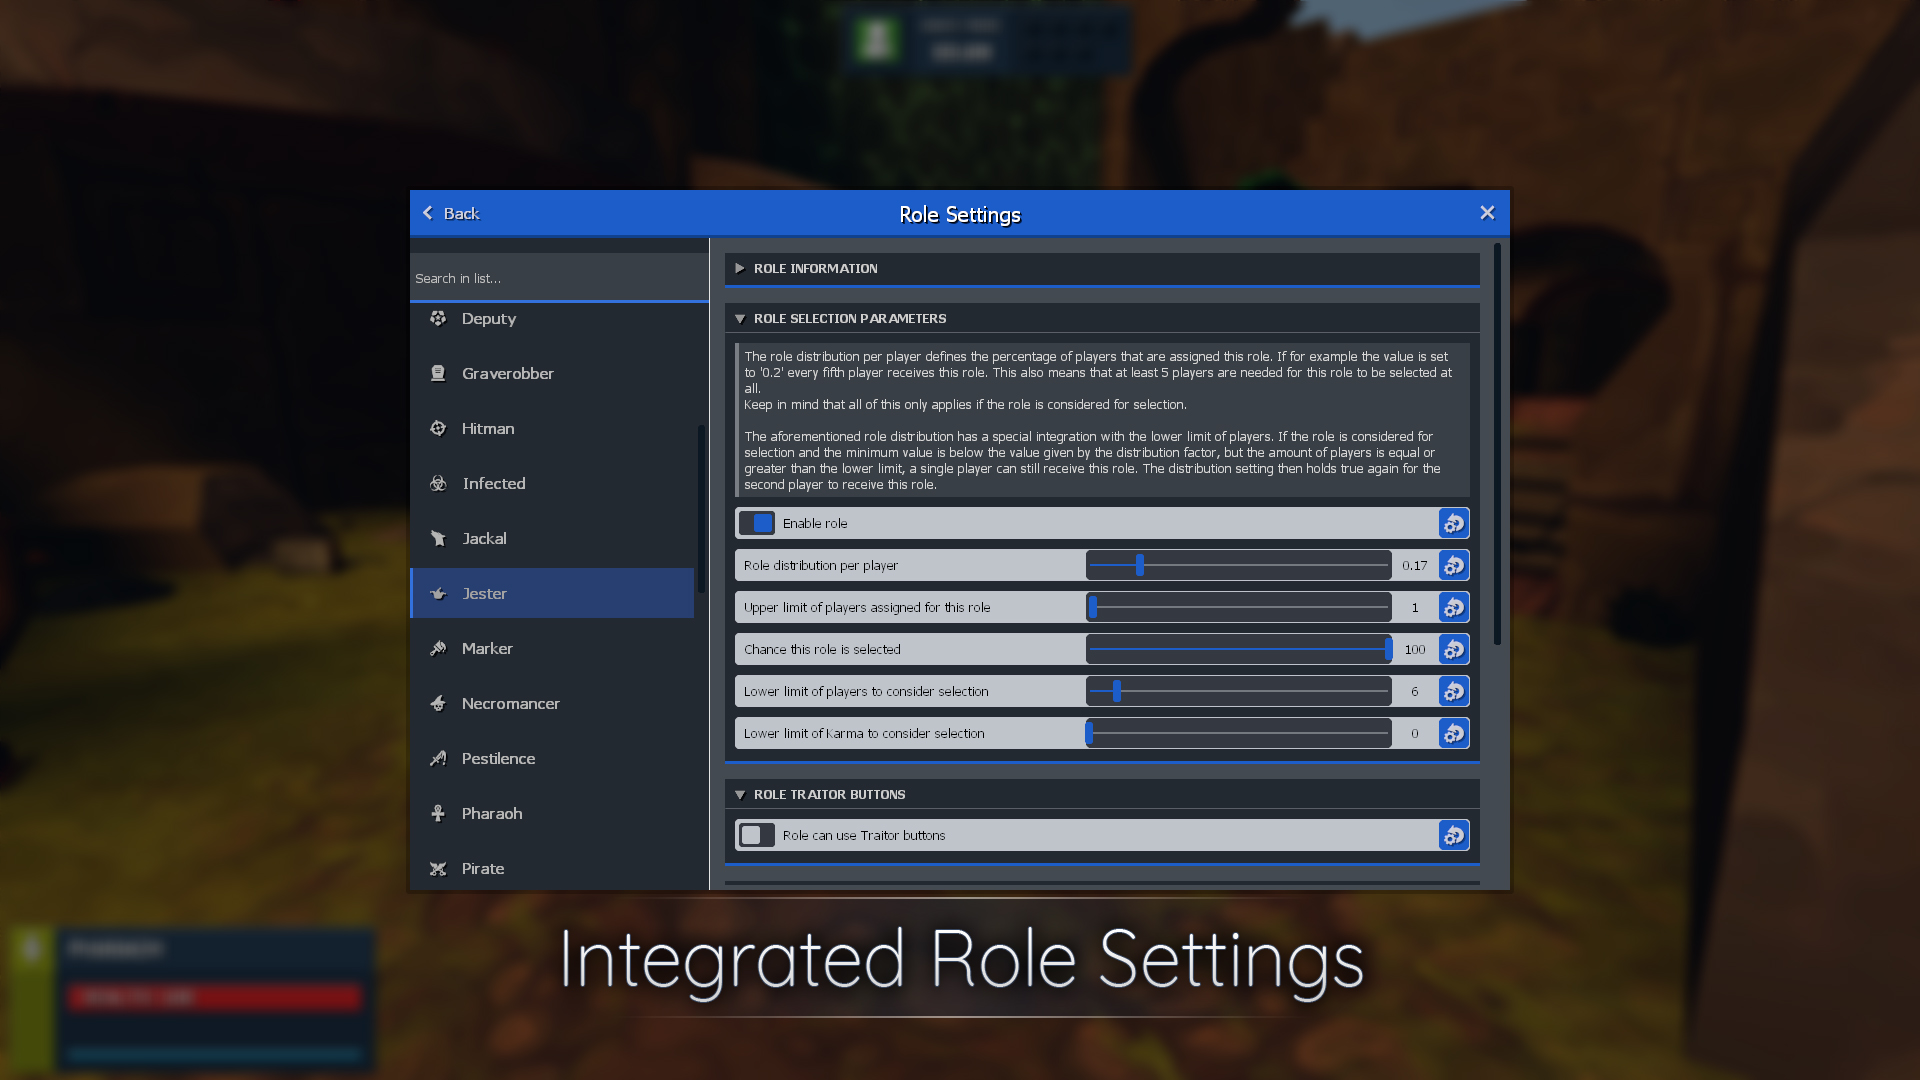 Back
Role Settings
Search in list...
Deputy
Graverobber
Hitman
Infected
Jackal
Jester
Marker
Necromancer
Pestilence
Pharaoh
Pirate
ROLE INFORMATION
ROLE SELECTION PARAMETERS
The role distribution per player defines the percentage of players that are assigned this role. If for example the value is set
to '0.2' every fifth player receives this role. This also means that at least 5 players are needed for this role to be selected at
all.
Keep in mind that all of this only applies if the role is considered for selection.
The aforementioned role distribution has a special integration with the lower limit of players. If the role is considered for
selection and the minimum value is below the value given by the distribution factor, but the amount of players is equal or
greater than the lower limit, a single player can still receive this role. The distribution setting then holds true again for the
second player to receive this role.
Enable role
Role distribution per player 0.17
Upper limit of players assigned for this role 1
Chance this role is selected 100
Lower limit of players to consider selection 6
Lower limit of Karma to consider selection 0
ROLE TRAITOR BUTTONS
Role can use Traitor buttons
Integrated Role Settings